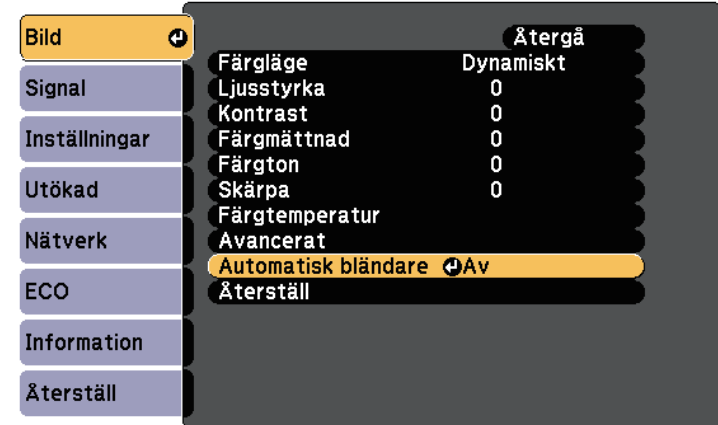 Bild
Signal
Inställningar
Utökad
Nätverk
ECO
Information
Återställ
Återgå
Färgläge Dynamiskt
Ljusstyrka 0
Kontrast 0
Färgmättnad 0
Färgton 0
Skärpa 0
Färgtemperatur
Avancerat
Automatisk bländare Av
Återställ